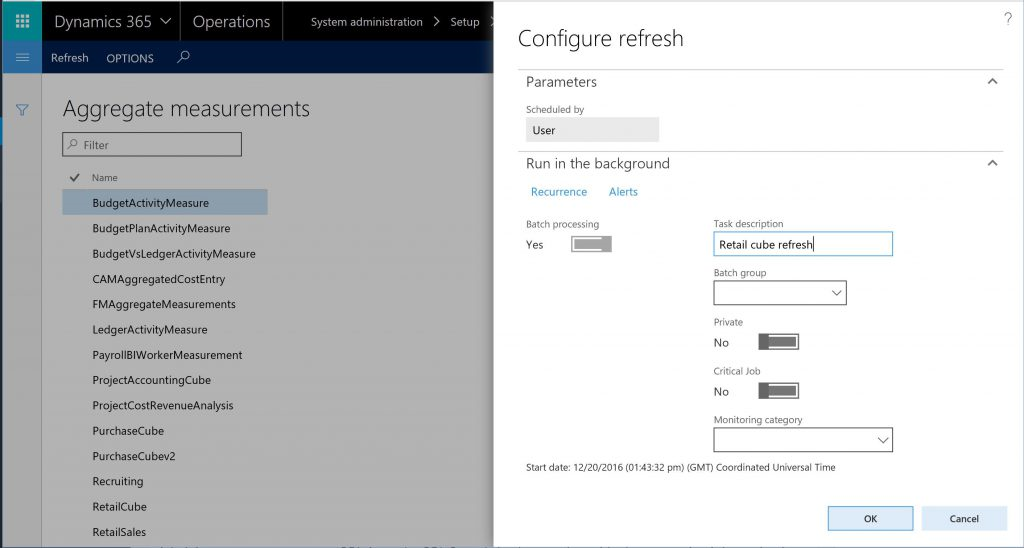 Dynamics 365
Operations
System administration > Setup >
Refresh OPTIONS
Aggregate measurements
Filter
Name
BudgetActivityMeasure
BudgetPlanActivityMeasure
BudgetVsLedgerActivityMeasure
CAMAggregatedCostEntry
FMAggregateMeasurements
LedgerActivityMeasure
PayrollBIWorkerMeasurement
ProjectAccountingCube
ProjectCostRevenueAnalysis
PurchaseCube
PurchaseCubev2
Recruiting
RetailCube
RetailSales
?
Configure refresh
Parameters
Scheduled by
User
Run in the background
Recurrence Alerts
Batch processing
Yes
Task description
Retail cube refresh
Batch group
Private
No
Critical Job
No
Monitoring category
Start date: 12/20/2016 (01:43:32 pm) (GMT) Coordinated Universal Time
OK Cancel